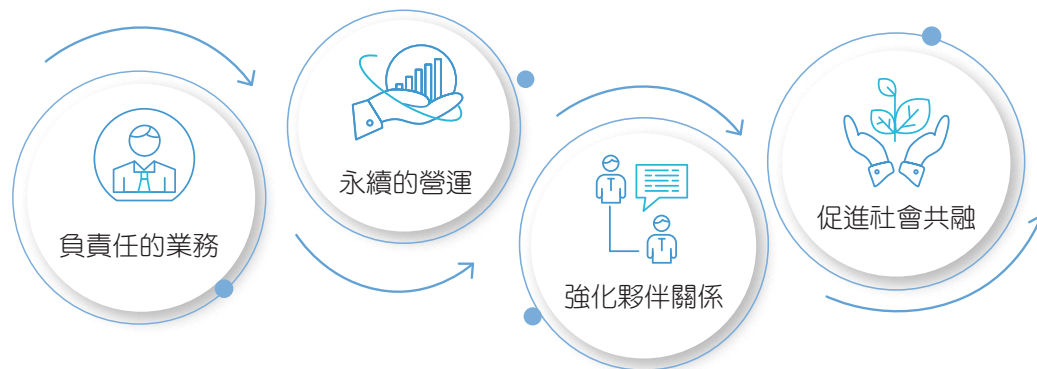 負責任的業務
永續的營運
強化夥伴關係
促進社會共融